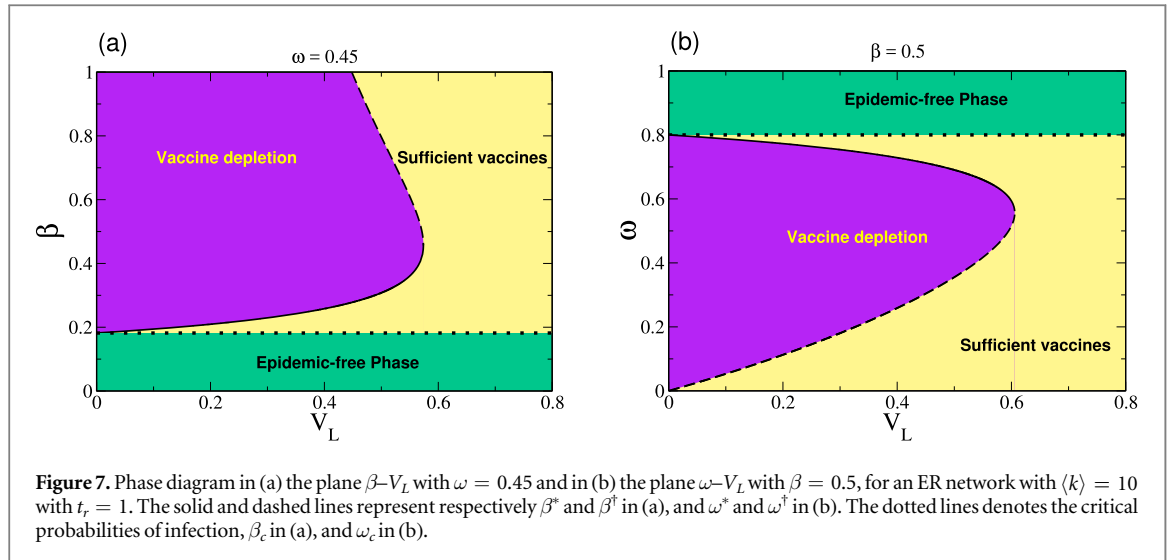 (a)
ω = 0.45
1
0.8
0.6
0.4
0.2
0
β
Vaccine depletion
Sufficient vaccines
Epidemic-free Phase
0 0.2 0.4 0.6 0.8
V_L
(b)
β = 0.5
1
0.8
0.6
0.4
0.2
0
ω
Epidemic-free Phase
Vaccine depletion
Sufficient vaccines
0 0.2 0.4 0.6 0.8
V_L
Figure 7. Phase diagram in (a) the plane β–V_L with ω = 0.45 and in (b) the plane ω–V_L with β = 0.5, for an ER network with ⟨k⟩ = 10
with t_r = 1. The solid and dashed lines represent respectively β* and β† in (a), and ω* and ω† in (b). The dotted lines denotes the critical
probabilities of infection, β_c in (a), and ω_c in (b).